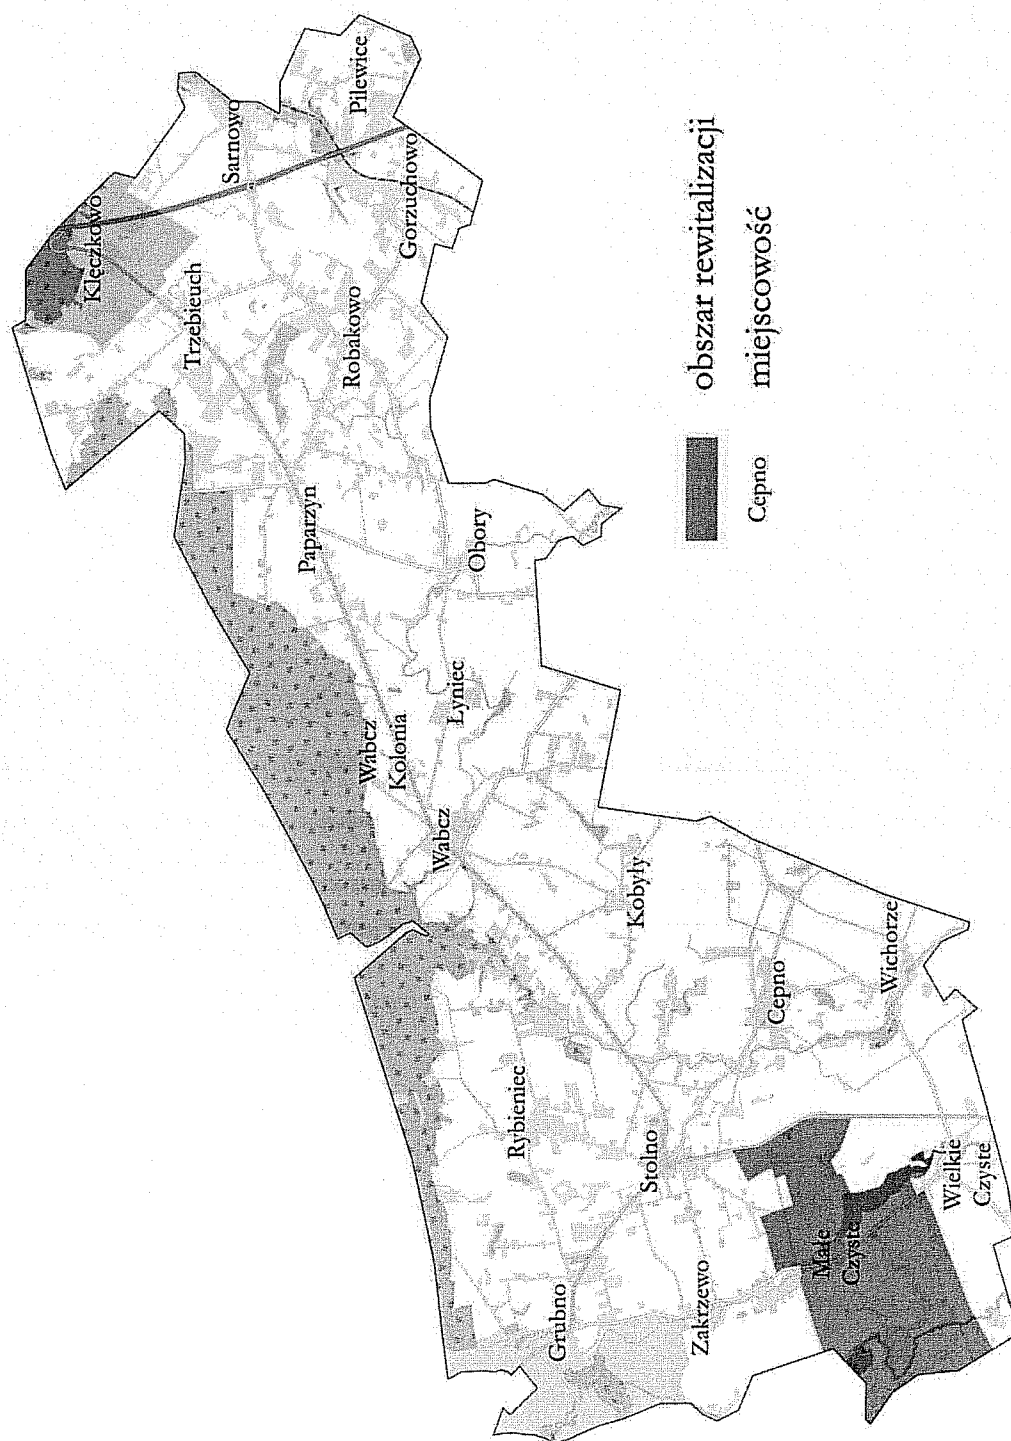 Klęczkowo
Trzebieuch
Sarnowo
Paparzyn
Robakowo
Pilewice
Wabcz
Kolonia
Gorzuchowo
Wabcz
Łyniec
Obory
Rybieniec
Grubno
Kobyły
Stolno
Zakrzewo
Cepno
Małe
Czyste
Wichorze
Wielkie
Czyste
obszar rewitalizacji
Cepno miejscowość